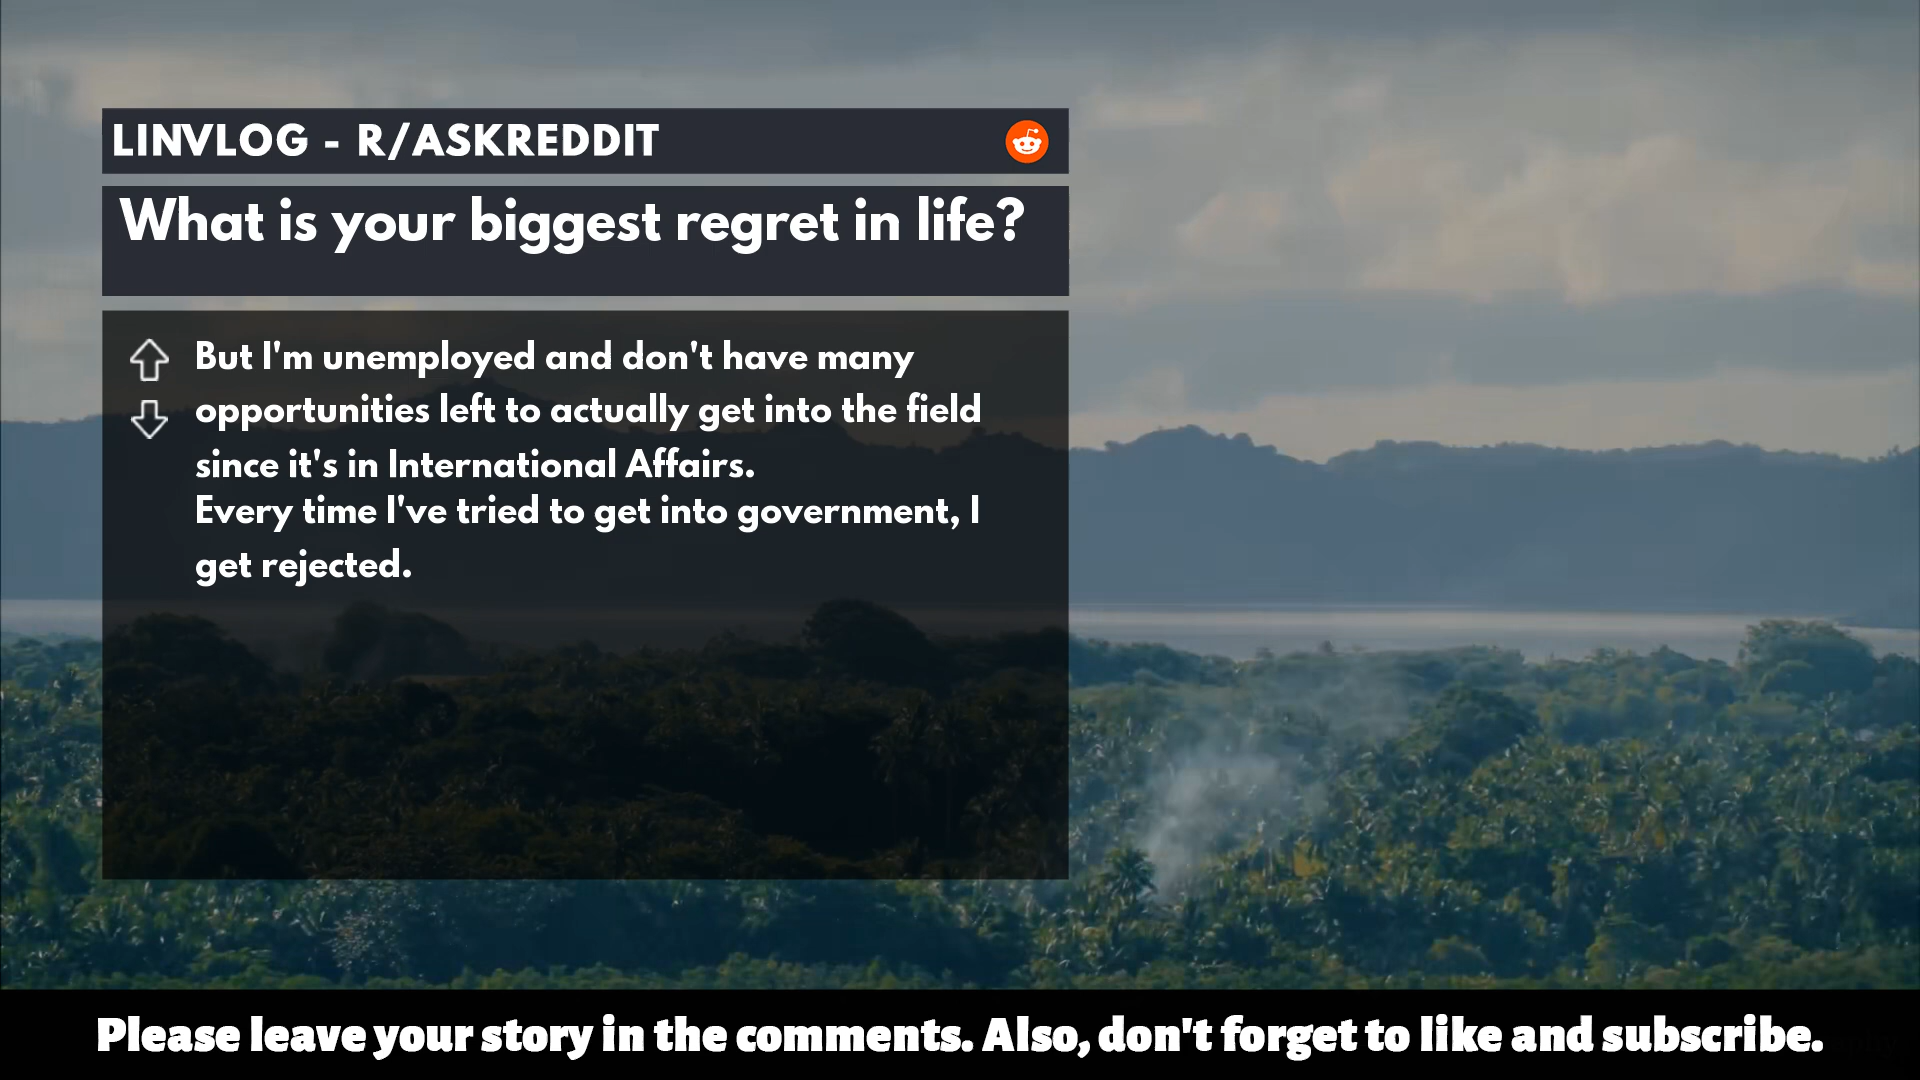 LINVLOG - R/ASKREDDIT
What is your biggest regret in life?
But I'm unemployed and don't have many
opportunities left to actually get into the field
since it's in International Affairs.
Every time I've tried to get into government, I
get rejected.
Please leave your story in the comments. Also, don't forget to like and subscribe.